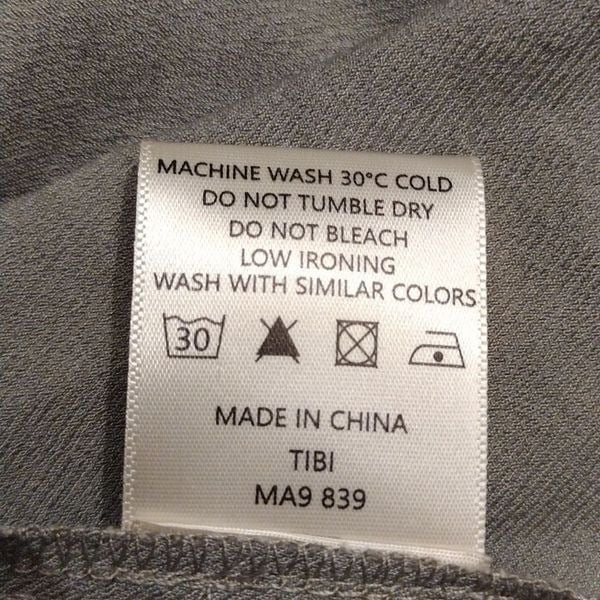 MACHINE WASH 30°C COLD
DO NOT TUMBLE DRY
DO NOT BLEACH
LOW IRONING
WASH WITH SIMILAR COLORS
30
MADE IN CHINA
TIBI
MA9 839